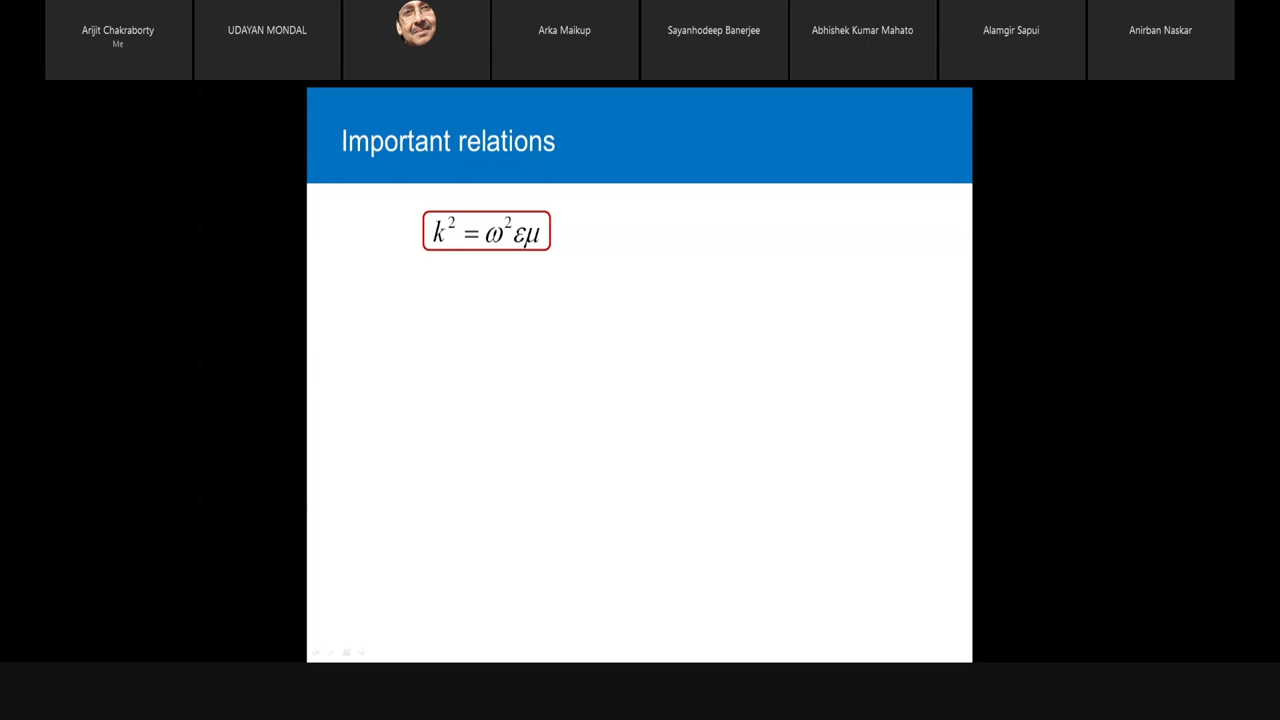 Arijit Chakraborty
Me
UDAYAN MONDAL
Arka Maikup
Sayanhodeep Banerjee
Abhishek Kumar Mahato
Alamgir Sapui
Anirban Naskar
Important relations
k² = ω²εμ